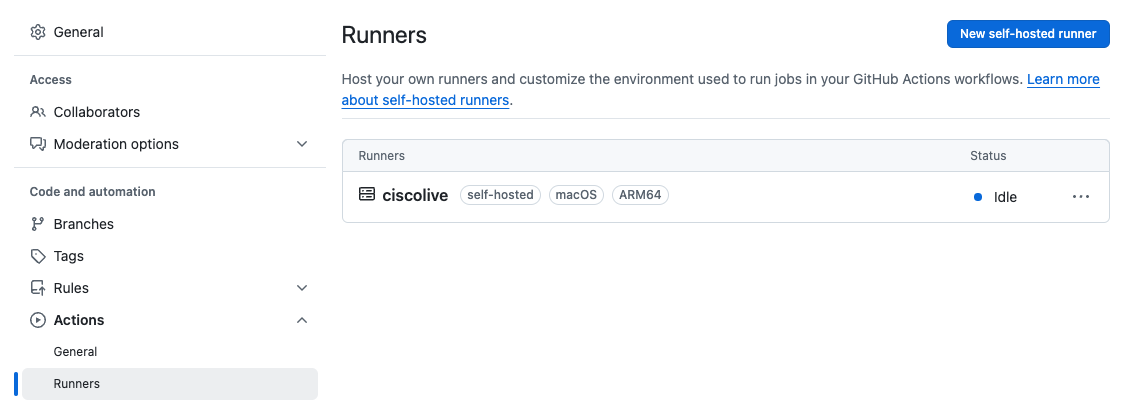 General
Access
Collaborators
Moderation options
Code and automation
Branches
Tags
Rules
Actions
General
Runners
Runners
New self-hosted runner
Host your own runners and customize the environment used to run jobs in your GitHub Actions workflows. Learn more
about self-hosted runners.
Runners Status
ciscolive self-hosted macOS ARM64 Idle